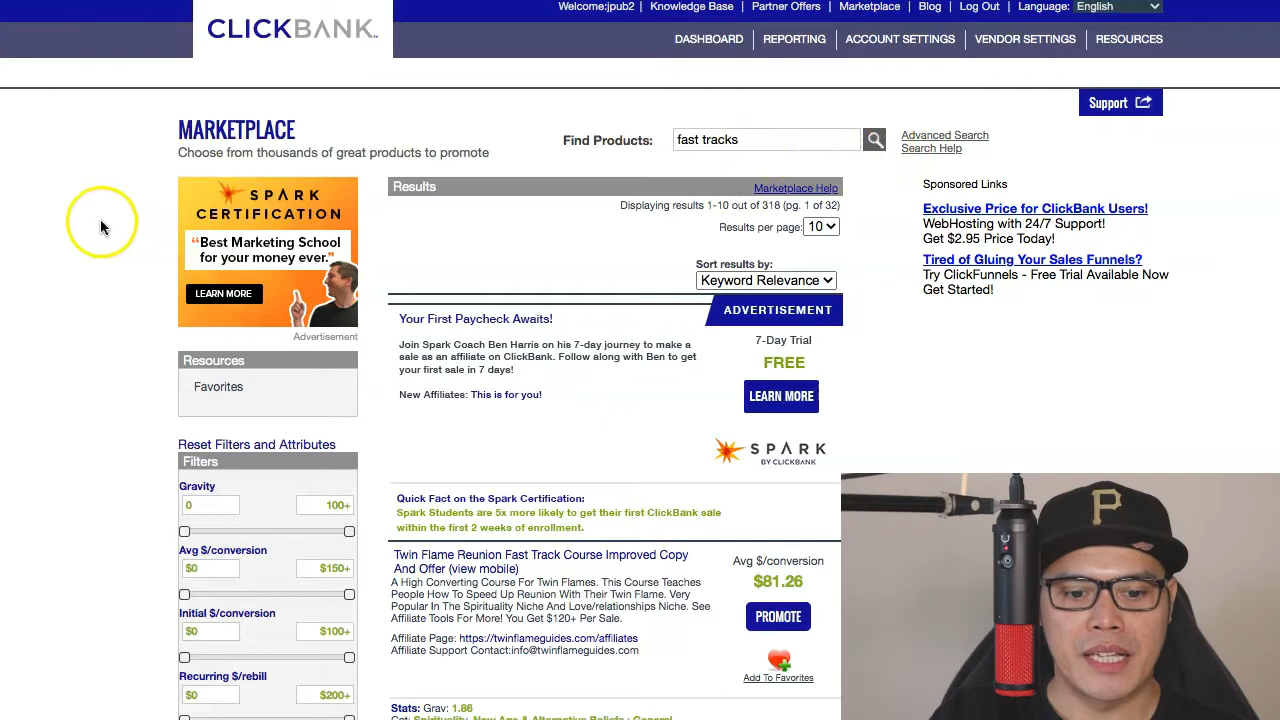 Welcome:jpub2 | Knowledge Base | Partner Offers | Marketplace | Blog | Log Out | Language: English
CLICKBANK™
DASHBOARD | REPORTING | ACCOUNT SETTINGS | VENDOR SETTINGS | RESOURCES
Support
MARKETPLACE
Choose from thousands of great products to promote
Find Products: fast tracks
Advanced Search
Search Help
SPARK
CERTIFICATION
“Best Marketing School
for your money ever.”
LEARN MORE
Advertisement
Resources
Favorites
Reset Filters and Attributes
Filters
Gravity
0 100+
Avg $/conversion
$0 $150+
Initial $/conversion
$0 $100+
Recurring $/rebill
$0 $200+
Results
Marketplace Help
Displaying results 1-10 out of 318 (pg. 1 of 32)
Results per page: 10
Sort results by:
Keyword Relevance
ADVERTISEMENT
Your First Paycheck Awaits!
Join Spark Coach Ben Harris on his 7-day journey to make a
sale as an affiliate on ClickBank. Follow along with Ben to get
your first sale in 7 days!
New Affiliates: This is for you!
7-Day Trial
FREE
LEARN MORE
SPARK
BY CLICKBANK
Quick Fact on the Spark Certification:
Spark Students are 5x more likely to get their first ClickBank sale
within the first 2 weeks of enrollment.
Twin Flame Reunion Fast Track Course Improved Copy
And Offer (view mobile)
A High Converting Course For Twin Flames. This Course Teaches
People How To Speed Up Reunion With Their Twin Flame. Very
Popular In The Spirituality Niche And Love/relationships Niche. See
Affiliate Tools For More! You Get $120+ Per Sale.
Affiliate Page: https://twinflameguides.com/affiliates
Affiliate Support Contact:info@twinflameguides.com
Avg $/conversion
$81.26
PROMOTE
Add To Favorites
Stats: Grav: 1.86
Cat: Spirituality, New Age & Alternative Beliefs : General
Sponsored Links
Exclusive Price for ClickBank Users!
WebHosting with 24/7 Support!
Get $2.95 Price Today!
Tired of Gluing Your Sales Funnels?
Try ClickFunnels - Free Trial Available Now
Get Started!
P